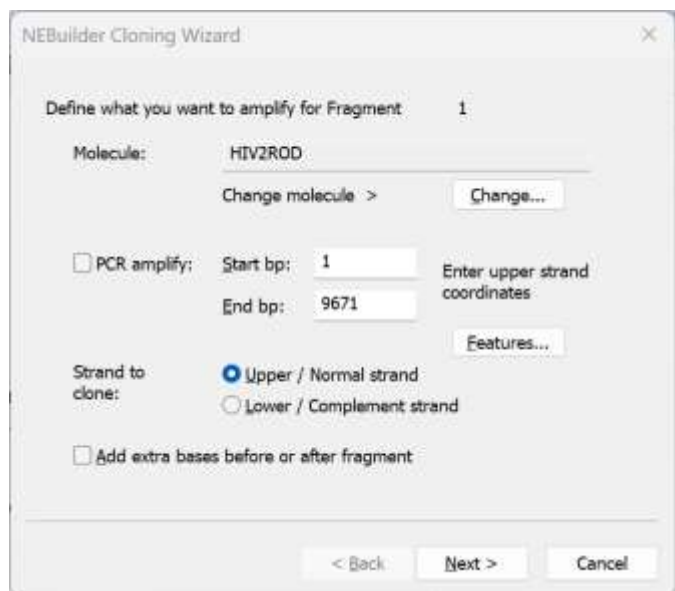 NEBuilder Cloning Wizard
Define what you want to amplify for Fragment 1
Molecule: HIV2ROD
Change molecule > Change...
PCR amplify: Start bp: 1
Enter upper strand
coordinates
End bp: 9671
Features...
Strand to
clone:
Upper / Normal strand
Lower / Complement strand
Add extra bases before or after fragment
< Back Next > Cancel